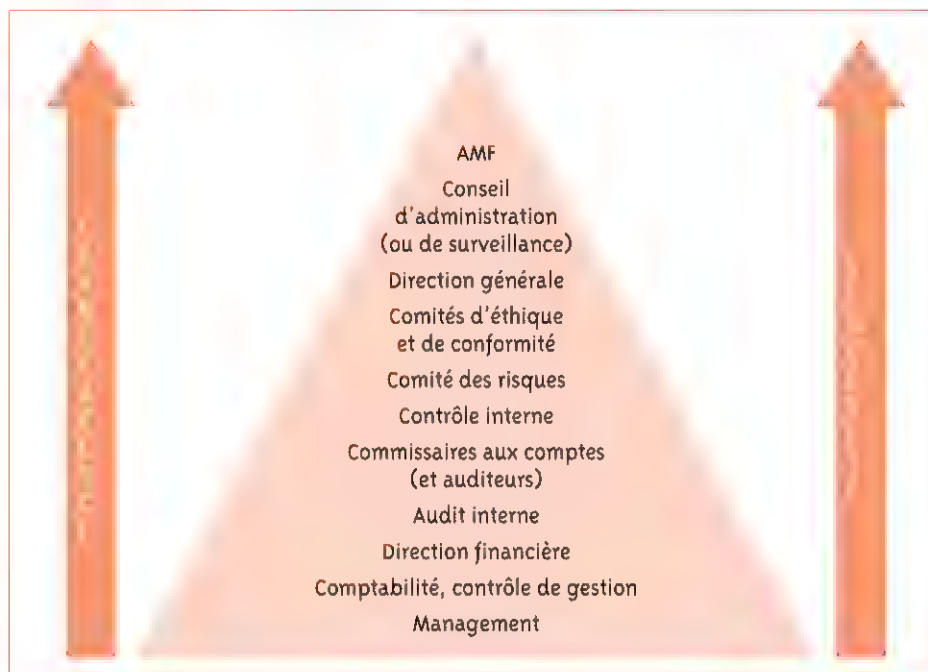 AMF
Conseil
d'administration
(ou de surveillance)
Direction générale
Comités d'éthique
et de conformité
Comité des risques
Contrôle interne
Commissaires aux comptes
(et auditeurs)
Audit interne
Direction financière
Comptabilité, contrôle de gestion
Management